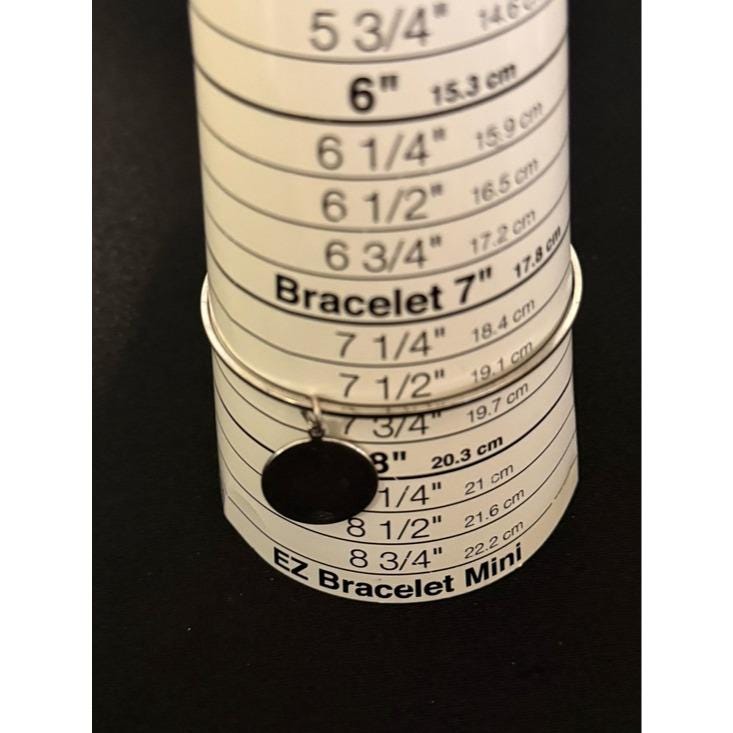 5 3/4" 14.6
6" 15.3 cm
6 1/4" 15.9 cm
6 1/2" 16.5 cm
6 3/4" 17.2 cm
Bracelet 7" 17.8 cm
7 1/4" 18.4 cm
7 1/2" 19.1 cm
7 3/4" 19.7 cm
8" 20.3 cm
1/4" 21 cm
8 1/2" 21.6 cm
8 3/4" 22.2 cm
EZ Bracelet Mini